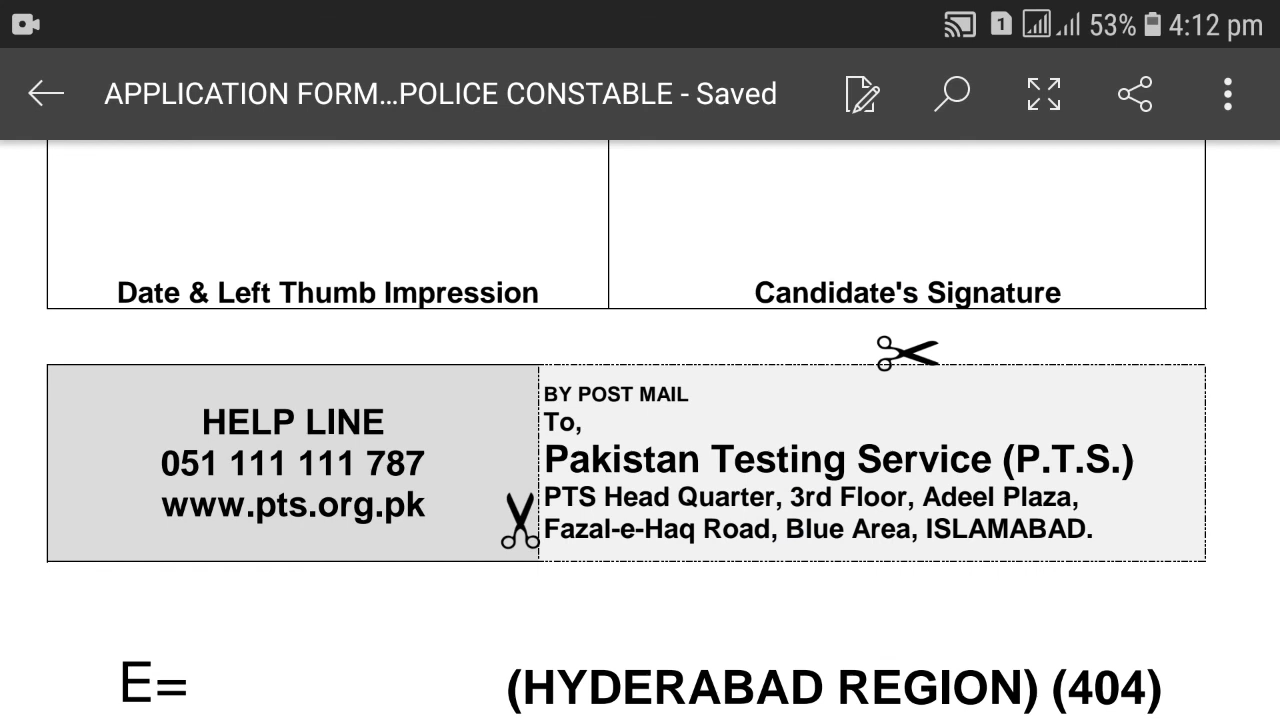 1 53% 4:12 pm
APPLICATION FORM...POLICE CONSTABLE - Saved
Date & Left Thumb Impression
Candidate's Signature
HELP LINE
051 111 111 787
www.pts.org.pk
BY POST MAIL
To,
Pakistan Testing Service (P.T.S.)
PTS Head Quarter, 3rd Floor, Adeel Plaza,
Fazal-e-Haq Road, Blue Area, ISLAMABAD.
E=
(HYDERABAD REGION) (404)